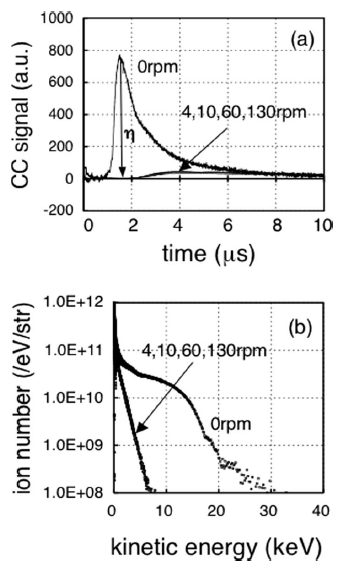 1000
(a)
800
0rpm
600
4,10,60,130rpm
400
η
200
0
-200
CC signal (a.u.)
0 2 4 6 8 10
time (μs)
1.0E+12
(b)
4,10,60,130rpm
1.0E+11
1.0E+10
0rpm
1.0E+09
1.0E+08
ion number (/eV/str)
0 10 20 30 40
kinetic energy (keV)